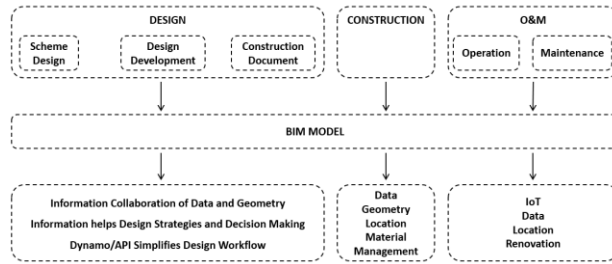 DESIGN
CONSTRUCTION
O&M
Scheme
Design
Design
Development
Construction
Document
Operation
Maintenance
BIM MODEL
Information Collaboration of Data and Geometry
Information helps Design Strategies and Decision Making
Dynamo/API Simplifies Design Workflow
Data
Geometry
Location
Material
Management
IoT
Data
Location
Renovation